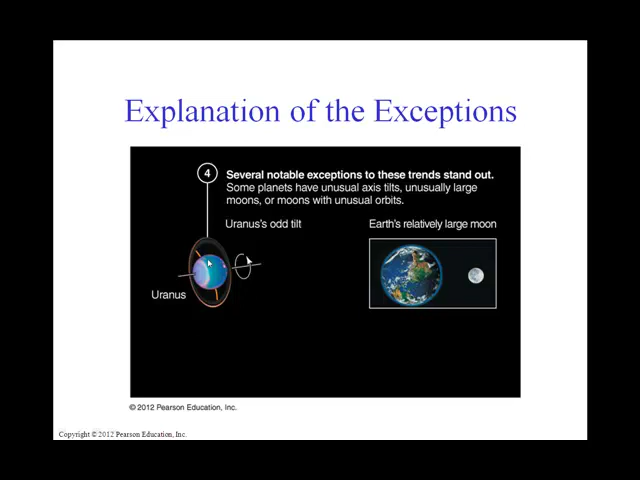 Explanation of the Exceptions
4
Several notable exceptions to these trends stand out.
Some planets have unusual axis tilts, unusually large
moons, or moons with unusual orbits.
Uranus's odd tilt
Earth's relatively large moon
Uranus
© 2012 Pearson Education, Inc.
Copyright © 2012 Pearson Education, Inc.